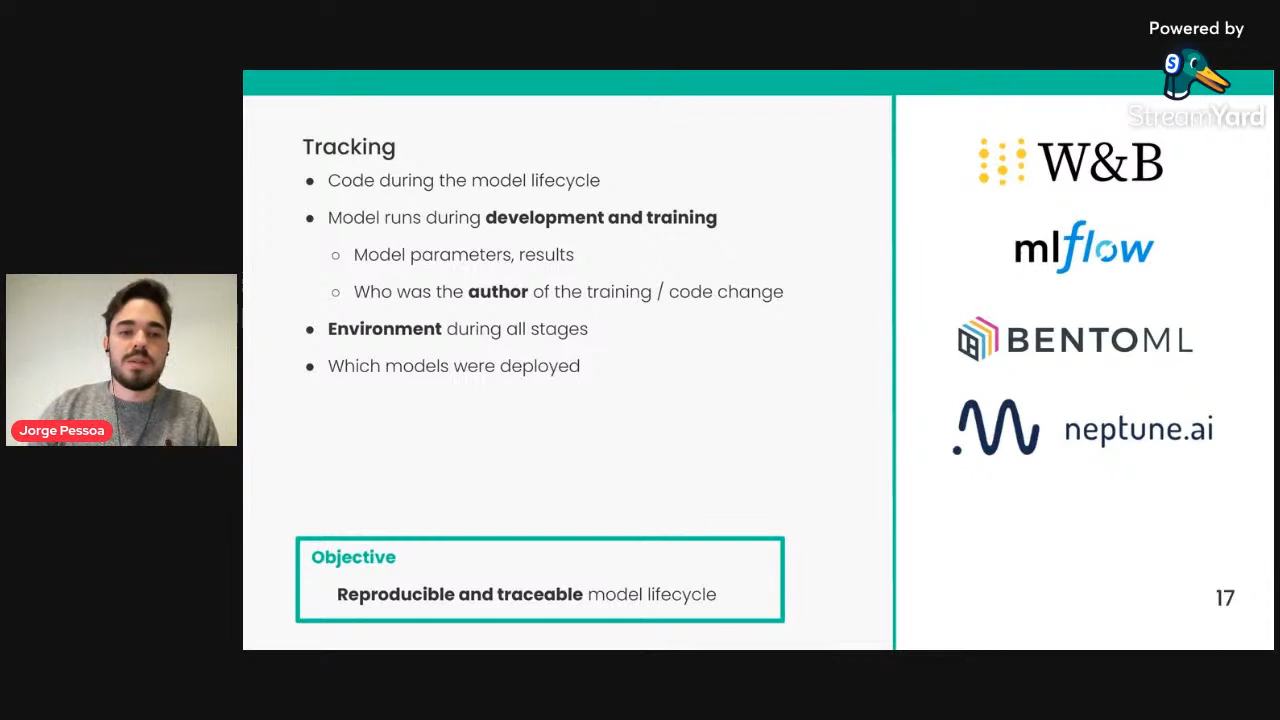 Powered by
StreamYard
Tracking
● Code during the model lifecycle
● Model runs during development and training
○ Model parameters, results
○ Who was the author of the training / code change
● Environment during all stages
● Which models were deployed
Objective
Reproducible and traceable model lifecycle
W&B
mlflow
BENTOML
neptune.ai
17
Jorge Pessoa